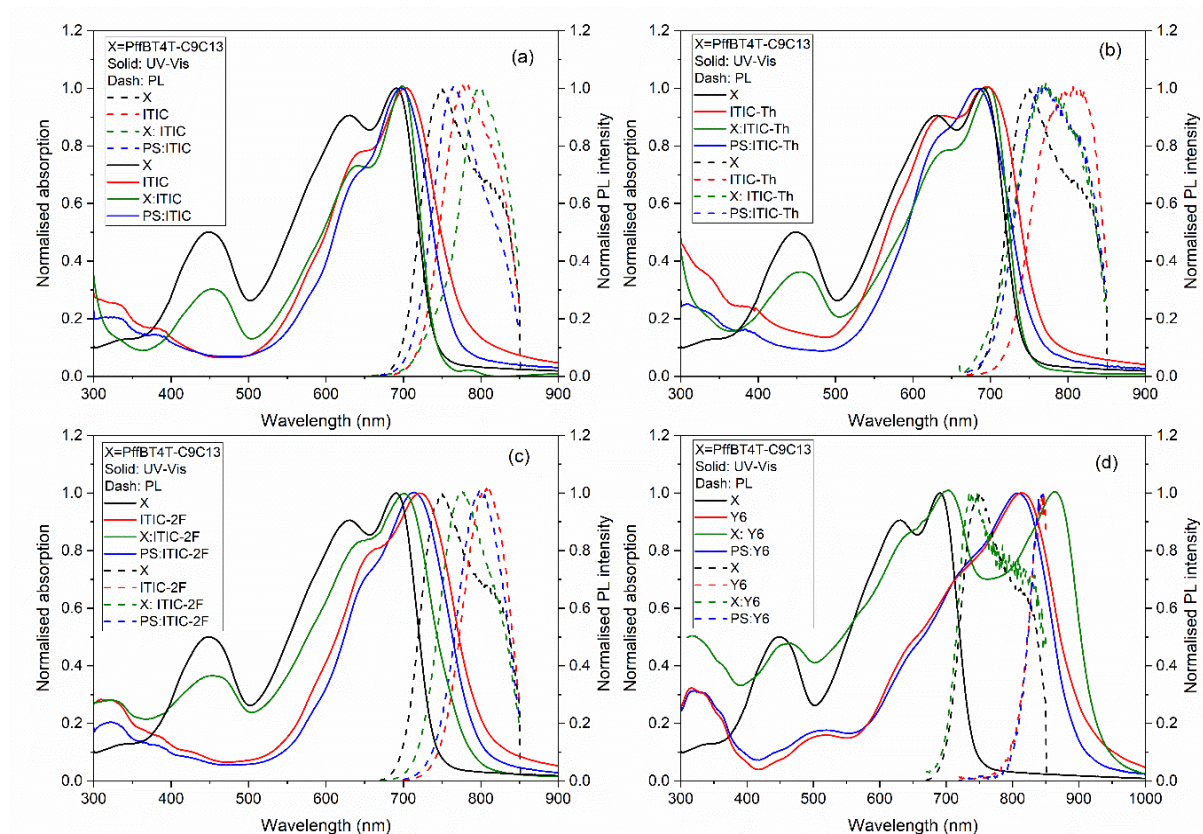 1.2
1.0
0.8
0.6
0.4
0.2
0.0
Normalised absorption
X=PffBT4T-C9C13
Solid: UV-Vis
Dash: PL
X
ITIC
X: ITIC
PS:ITIC
X
ITIC
X:ITIC
PS:ITIC
(a)
1.2
1.0
0.8
0.6
0.4
0.2
0.0
Normalised PL intensity
300 400 500 600 700 800 900
Wavelength (nm)
1.2
1.0
0.8
0.6
0.4
0.2
0.0
Normalised absorption
X=PffBT4T-C9C13
Solid: UV-Vis
Dash: PL
X
ITIC-Th
X:ITIC-Th
PS:ITIC-Th
X
ITIC-Th
X: ITIC-Th
PS:ITIC-Th
(b)
1.2
1.0
0.8
0.6
0.4
0.2
0.0
Normalised PL intensity
300 400 500 600 700 800 900
Wavelength (nm)
1.2
1.0
0.8
0.6
0.4
0.2
0.0
Normalised absorption
X=PffBT4T-C9C13
Solid: UV-Vis
Dash: PL
X
ITIC-2F
X:ITIC-2F
PS:ITIC-2F
X
ITIC-2F
X: ITIC-2F
PS:ITIC-2F
(c)
1.2
1.0
0.8
0.6
0.4
0.2
0.0
Normalised PL intensity
300 400 500 600 700 800 900
Wavelength (nm)
1.2
1.0
0.8
0.6
0.4
0.2
0.0
Normalised absorption
X=PffBT4T-C9C13
Solid: UV-Vis
Dash: PL
X
Y6
X: Y6
PS:Y6
X
Y6
X:Y6
PS:Y6
(d)
1.2
1.0
0.8
0.6
0.4
0.2
0.0
Normalised PL intensity
300 400 500 600 700 800 900 1000
Wavelength (nm)